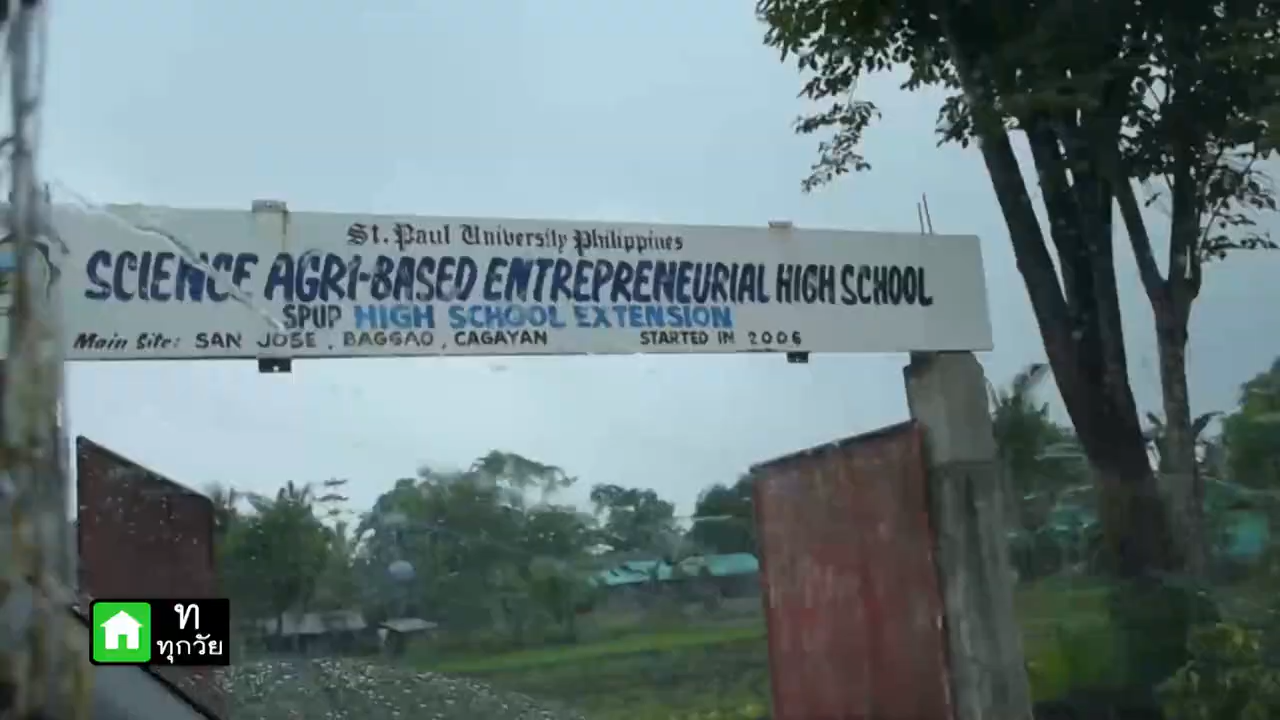 St. Paul University Philippines
SCIENCE AGRI-BASED ENTREPRENEURIAL HIGH SCHOOL
SPUP HIGH SCHOOL EXTENSION
Main Site: SAN JOSE, BAGGAO, CAGAYAN STARTED IN 2006
ท
ทุกวัย